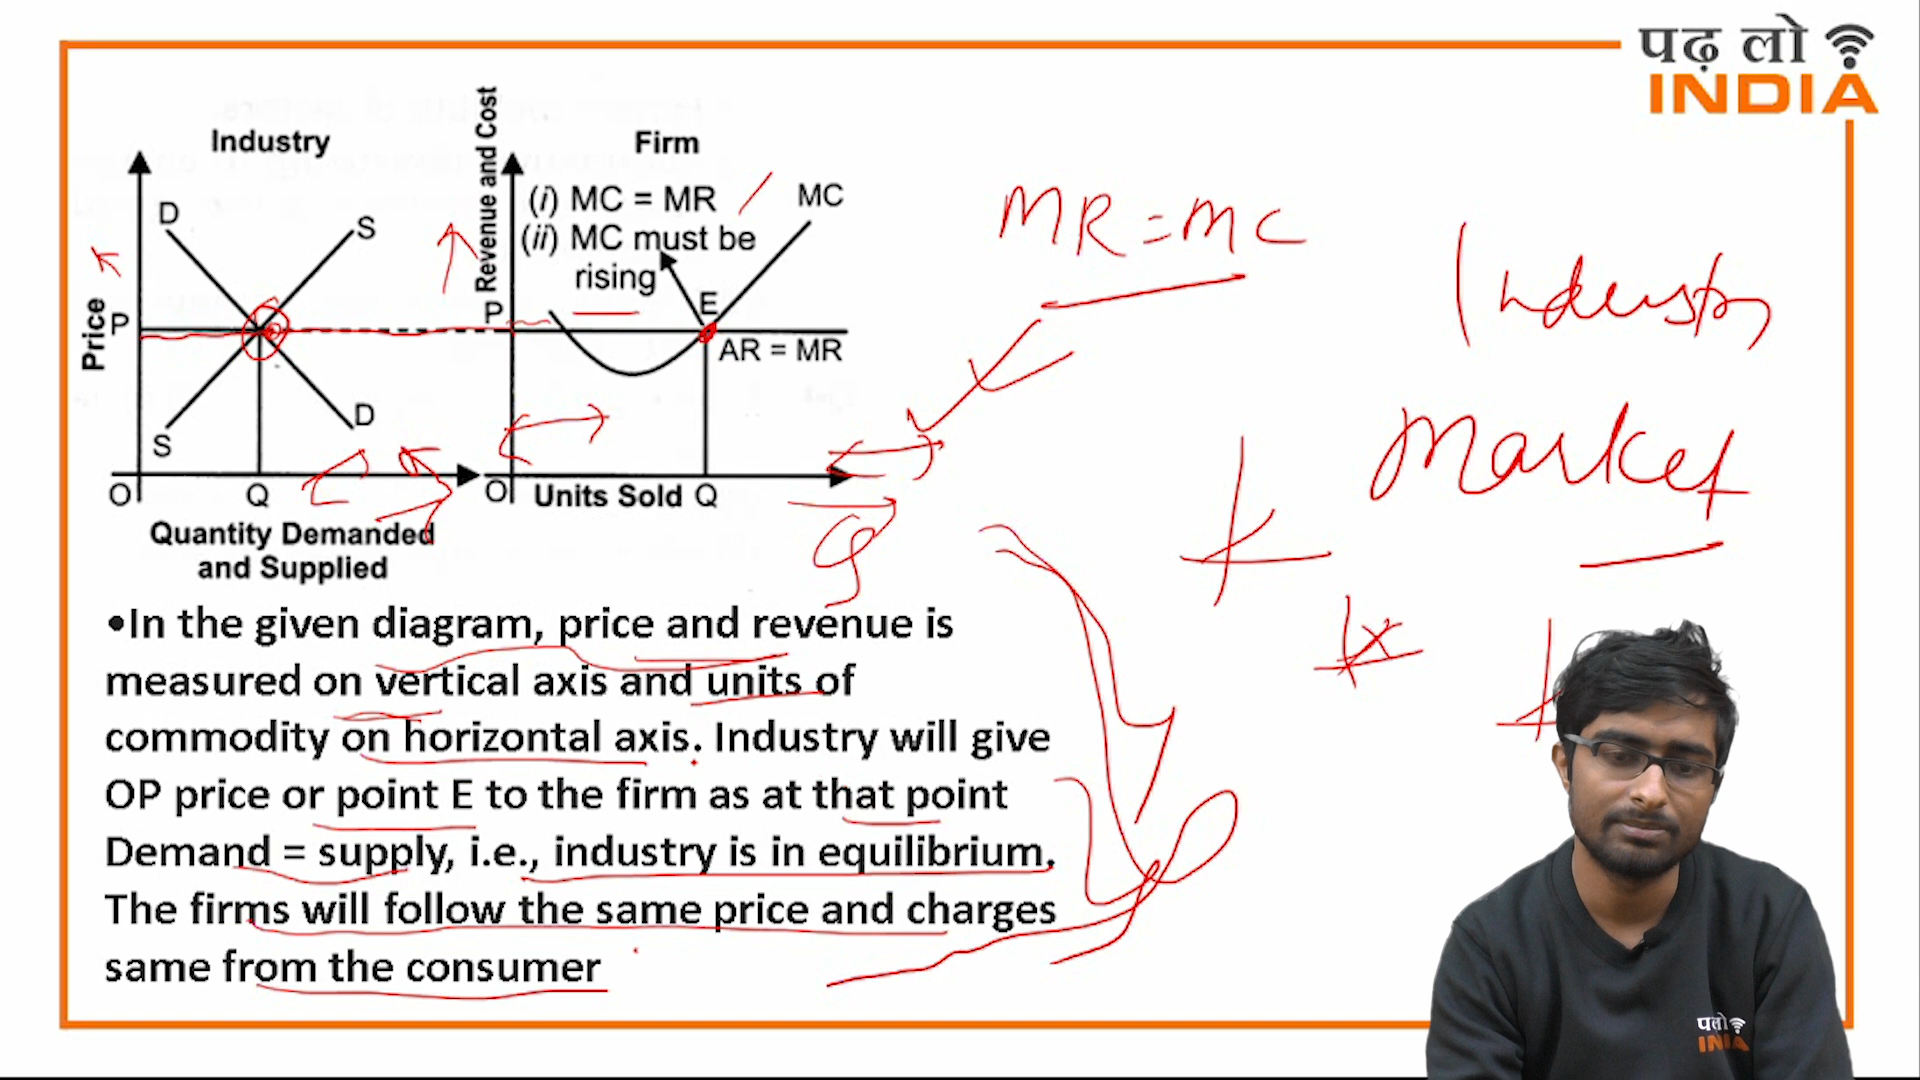 पढ़ लो
INDIA
Industry
Firm
Revenue and Cost
(i) MC = MR
(ii) MC must be
rising
MC
D
S
E
P
P
AR = MR
Price
S
D
O
Q
O
Units Sold
Q
Quantity Demanded
and Supplied
MR = MC
Industry
Market
•In the given diagram, price and revenue is
measured on vertical axis and units of
commodity on horizontal axis. Industry will give
OP price or point E to the firm as at that point
Demand = supply, i.e., industry is in equilibrium.
The firms will follow the same price and charges
same from the consumer